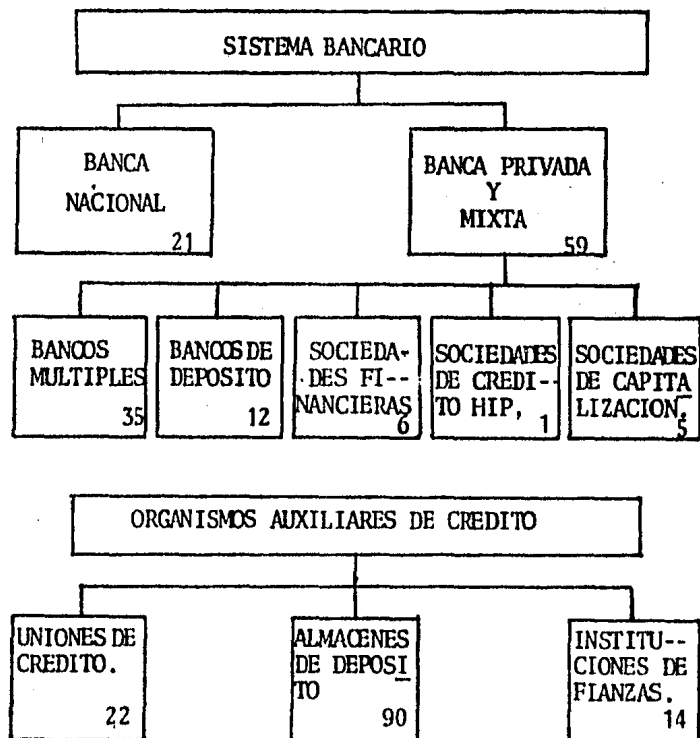 SISTEMA BANCARIO
BANCA
NACIONAL
21
BANCA PRIVADA
Y
MIXTA
59
BANCOS
MULTIPLES
35
BANCOS DE
DEPOSITO
12
SOCIEDA-
DES FI--
NANCIERAS
6
SOCIEDADES
DE CREDI--
TO HIP,
1
SOCIEDADES
DE CAPITA
LIZACION.
5
ORGANISMOS AUXILIARES DE CREDITO
UNIONES DE
CREDITO.
22
ALMACENES
DE DEPOSI
TO
90
INSTITU--
CIONES DE
FIANZAS.
14